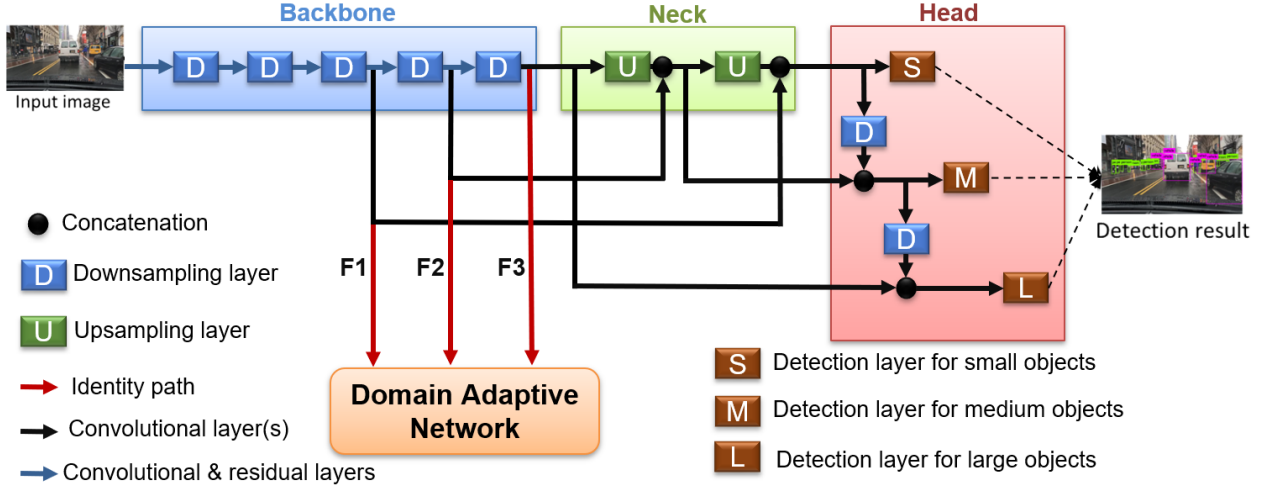 Backbone
Neck
Head
D
D
D
D
D
U
U
S
Input image
D
M
Detection result
D
L
Concatenation
D Downsampling layer
U Upsampling layer
Identity path
Convolutional layer(s)
Convolutional & residual layers
F1
F2
F3
Domain Adaptive
Network
S Detection layer for small objects
M Detection layer for medium objects
L Detection layer for large objects